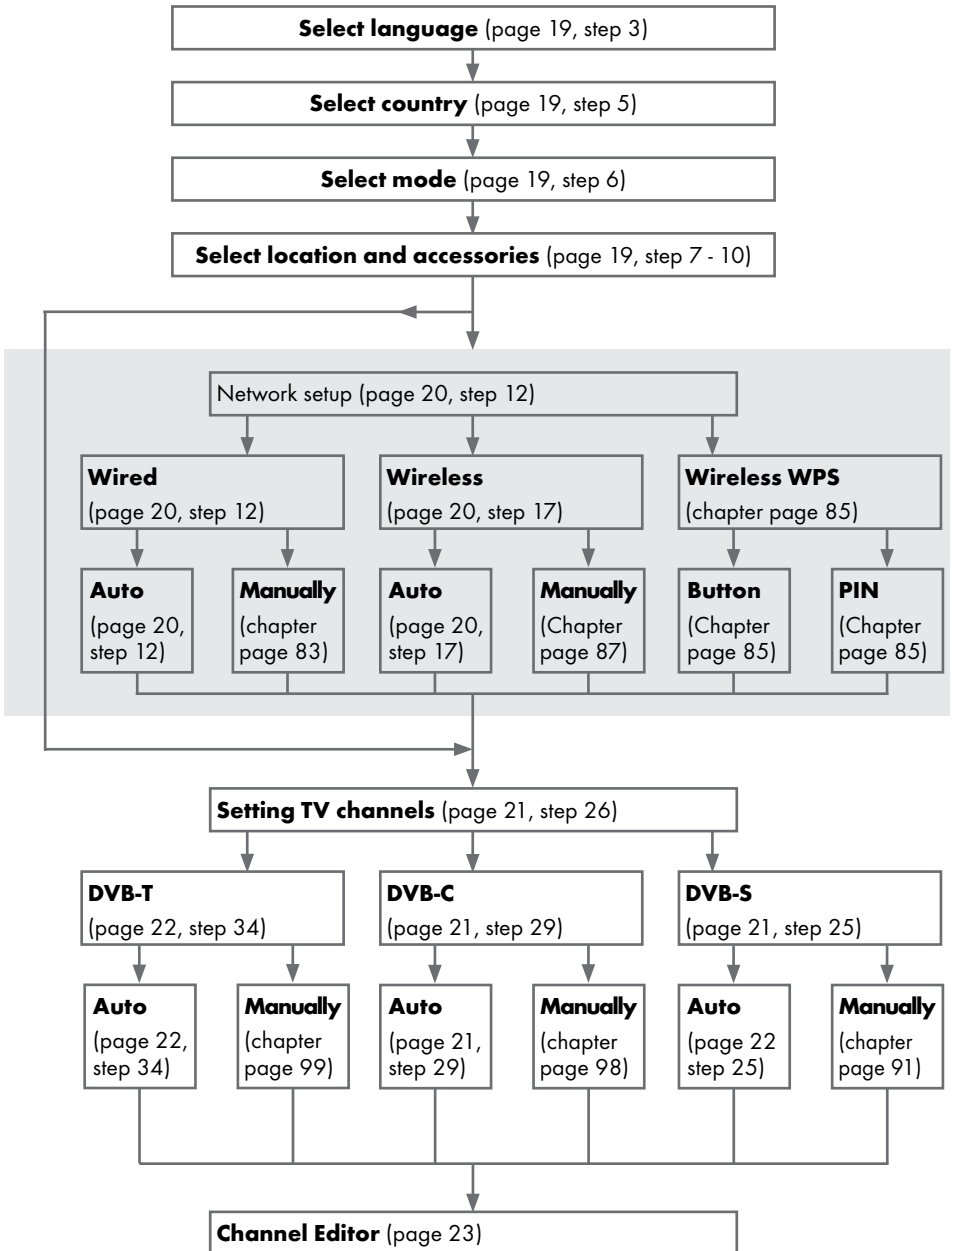 Select language (page 19, step 3)
Select country (page 19, step 5)
Select mode (page 19, step 6)
Select location and accessories (page 19, step 7 - 10)
Network setup (page 20, step 12)
Wired
(page 20, step 12)
Wireless
(page 20, step 17)
Wireless WPS
(chapter page 85)
Auto
(page 20,
step 12)
Manually
(chapter
page 83)
Auto
(page 20,
step 17)
Manually
(Chapter
page 87)
Button
(Chapter
page 85)
PIN
(Chapter
page 85)
Setting TV channels (page 21, step 26)
DVB-T
(page 22, step 34)
DVB-C
(page 21, step 29)
DVB-S
(page 21, step 25)
Auto
(page 22,
step 34)
Manually
(chapter
page 99)
Auto
(page 21,
step 29)
Manually
(chapter
page 98)
Auto
(page 22
step 25)
Manually
(chapter
page 91)
Channel Editor (page 23)